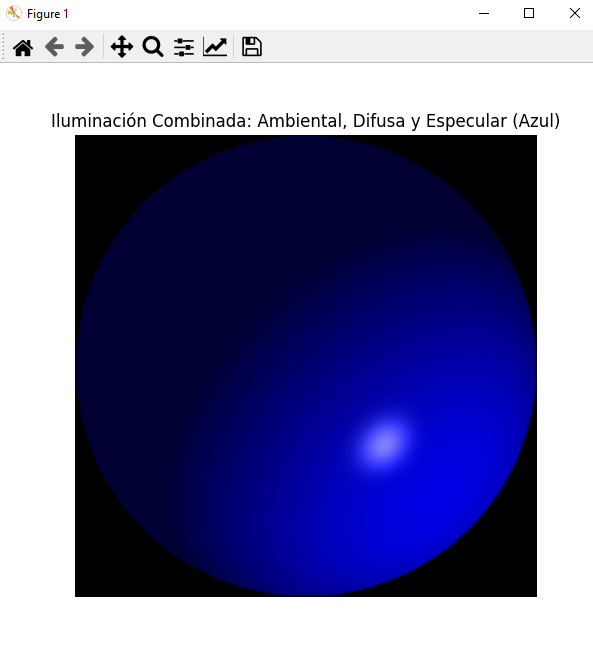 Figure 1
Iluminación Combinada: Ambiental, Difusa y Especular (Azul)